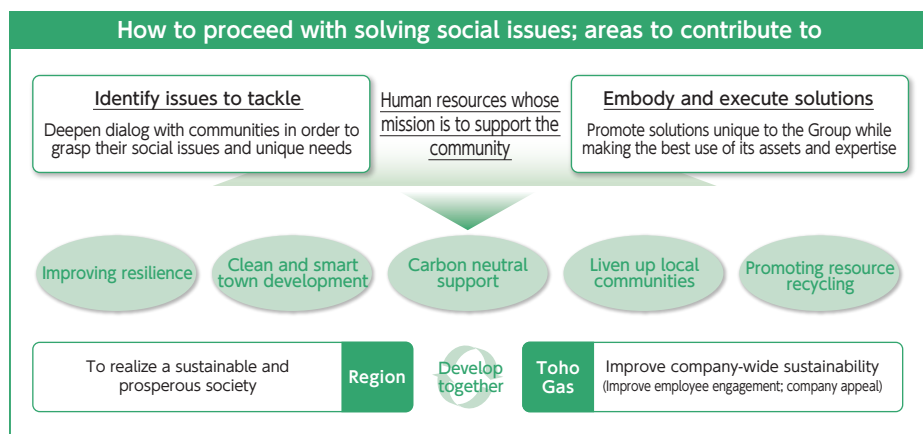 How to proceed with solving social issues; areas to contribute to
Identify issues to tackle
Deepen dialog with communities in order to
grasp their social issues and unique needs
Human resources whose
mission is to support the
community
Embody and execute solutions
Promote solutions unique to the Group while
making the best use of its assets and expertise
Improving resilience
Clean and smart
town development
Carbon neutral
support
Liven up local
communities
Promoting resource
recycling
To realize a sustainable and
prosperous society
Region
Develop
together
Toho
Gas
Improve company-wide sustainability
(Improve employee engagement; company appeal)